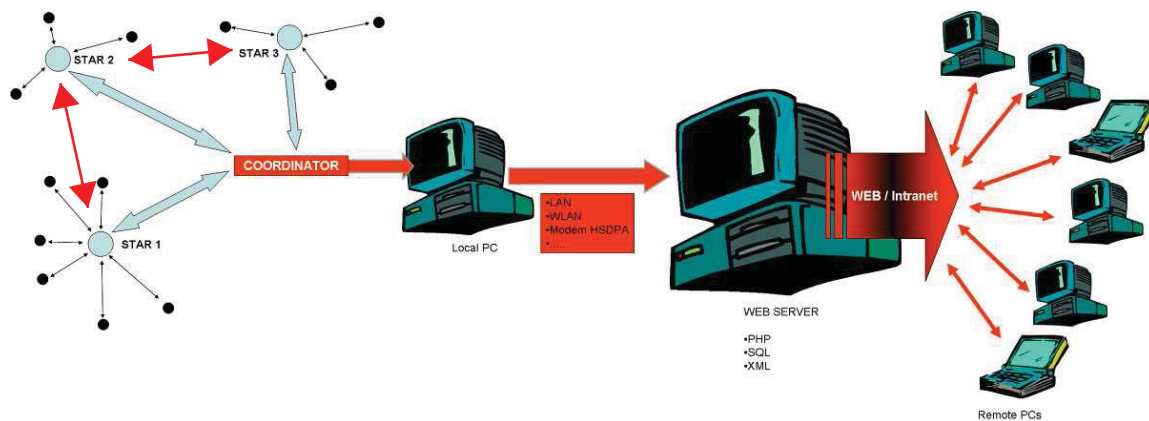 STAR 2
STAR 3
COORDINATOR
STAR 1
Local PC
•LAN
•WLAN
•Modem HSDPA
•.....
WEB / Intranet
WEB SERVER
•PHP
•SQL
•XML
Remote PCs